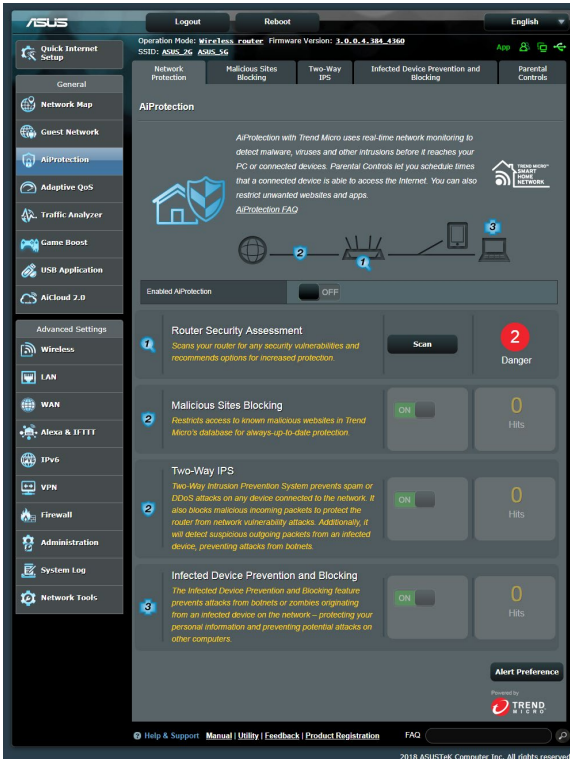 ASUS
Logout
Reboot
English
Quick Internet
Setup
Operation Mode: Wireless router Firmware Version: 3.0.0.4.384_4360
SSID: ASUS_2G ASUS_5G
App
General
Network Map
Guest Network
AiProtection
Adaptive QoS
Traffic Analyzer
Game Boost
USB Application
AiCloud 2.0
Advanced Settings
Wireless
LAN
WAN
Alexa & IFTTT
IPv6
VPN
Firewall
Administration
System Log
Network Tools
Network
Protection
Malicious Sites
Blocking
Two-Way
IPS
Infected Device Prevention and
Blocking
Parental
Controls
AiProtection
AiProtection with Trend Micro uses real-time network monitoring to
detect malware, viruses and other intrusions before it reaches your
PC or connected devices. Parental Controls let you schedule times
that a connected device is able to access the Internet. You can also
restrict unwanted websites and apps.
AiProtection FAQ
TREND MICRO
SMART
HOME
NETWORK
2
1
3
Enabled AiProtection
OFF
1
Router Security Assessment
Scans your router for any security vulnerabilities and
recommends options for increased protection.
Scan
2
Danger
2
Malicious Sites Blocking
Restricts access to known malicious websites in Trend
Micro's database for always-up-to-date protection.
ON
0
Hits
2
Two-Way IPS
Two-Way Intrusion Prevention System prevents spam or
DDoS attacks on any device connected to the network. It
also blocks malicious incoming packets to protect the
router from network vulnerability attacks. Additionally, it
will detect suspicious outgoing packets from an infected
device, preventing attacks from botnets.
ON
0
Hits
3
Infected Device Prevention and Blocking
The Infected Device Prevention and Blocking feature
prevents attacks from botnets or zombies originating
from an infected device on the network – protecting your
personal information and preventing potential attacks on
other computers.
ON
0
Hits
Alert Preference
Powered by
TREND
MICRO
Help & Support Manual | Utility | Feedback | Product Registration FAQ
2018 ASUSTeK Computer Inc. All rights reserved